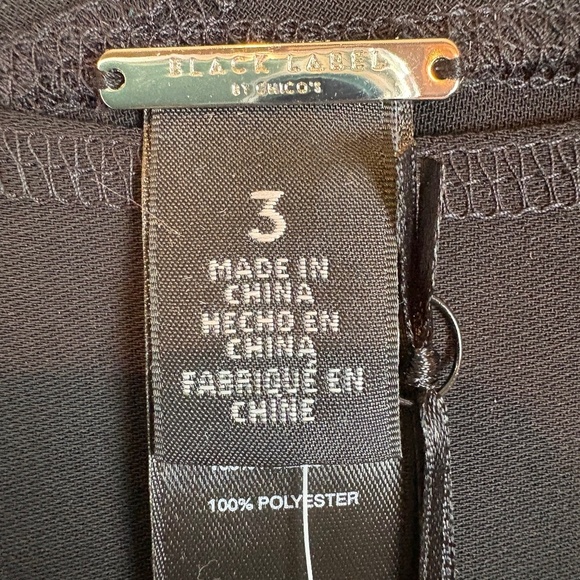 BLACK LABEL
BY CHICO'S
3
MADE IN
CHINA
HECHO EN
CHINA
FABRIQUÉ EN
CHINE
100% POLYESTER